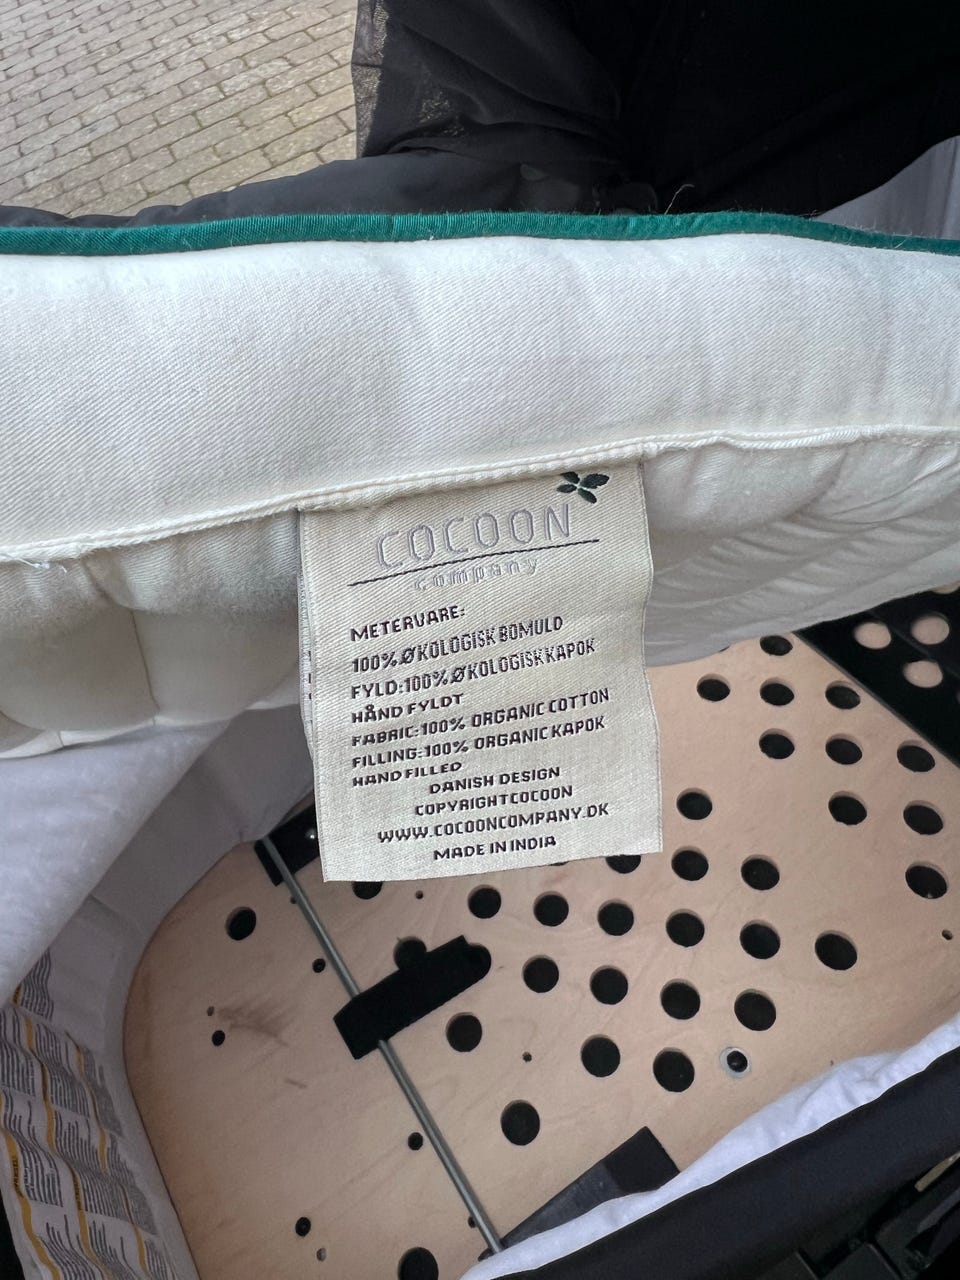 COCOON
company
METERVARE:
100% ØKOLOGISK BOMULD
FYLD:100% ØKOLOGISK KAPOK
HÅND FYLDT
FABRIC:100% ORGANIC COTTON
FILLING:100% ORGANIC KAPOK
HAND FILLED
DANISH DESIGN
COPYRIGHT COCOON
WWW.COCOONCOMPANY.DK
MADE IN INDIA